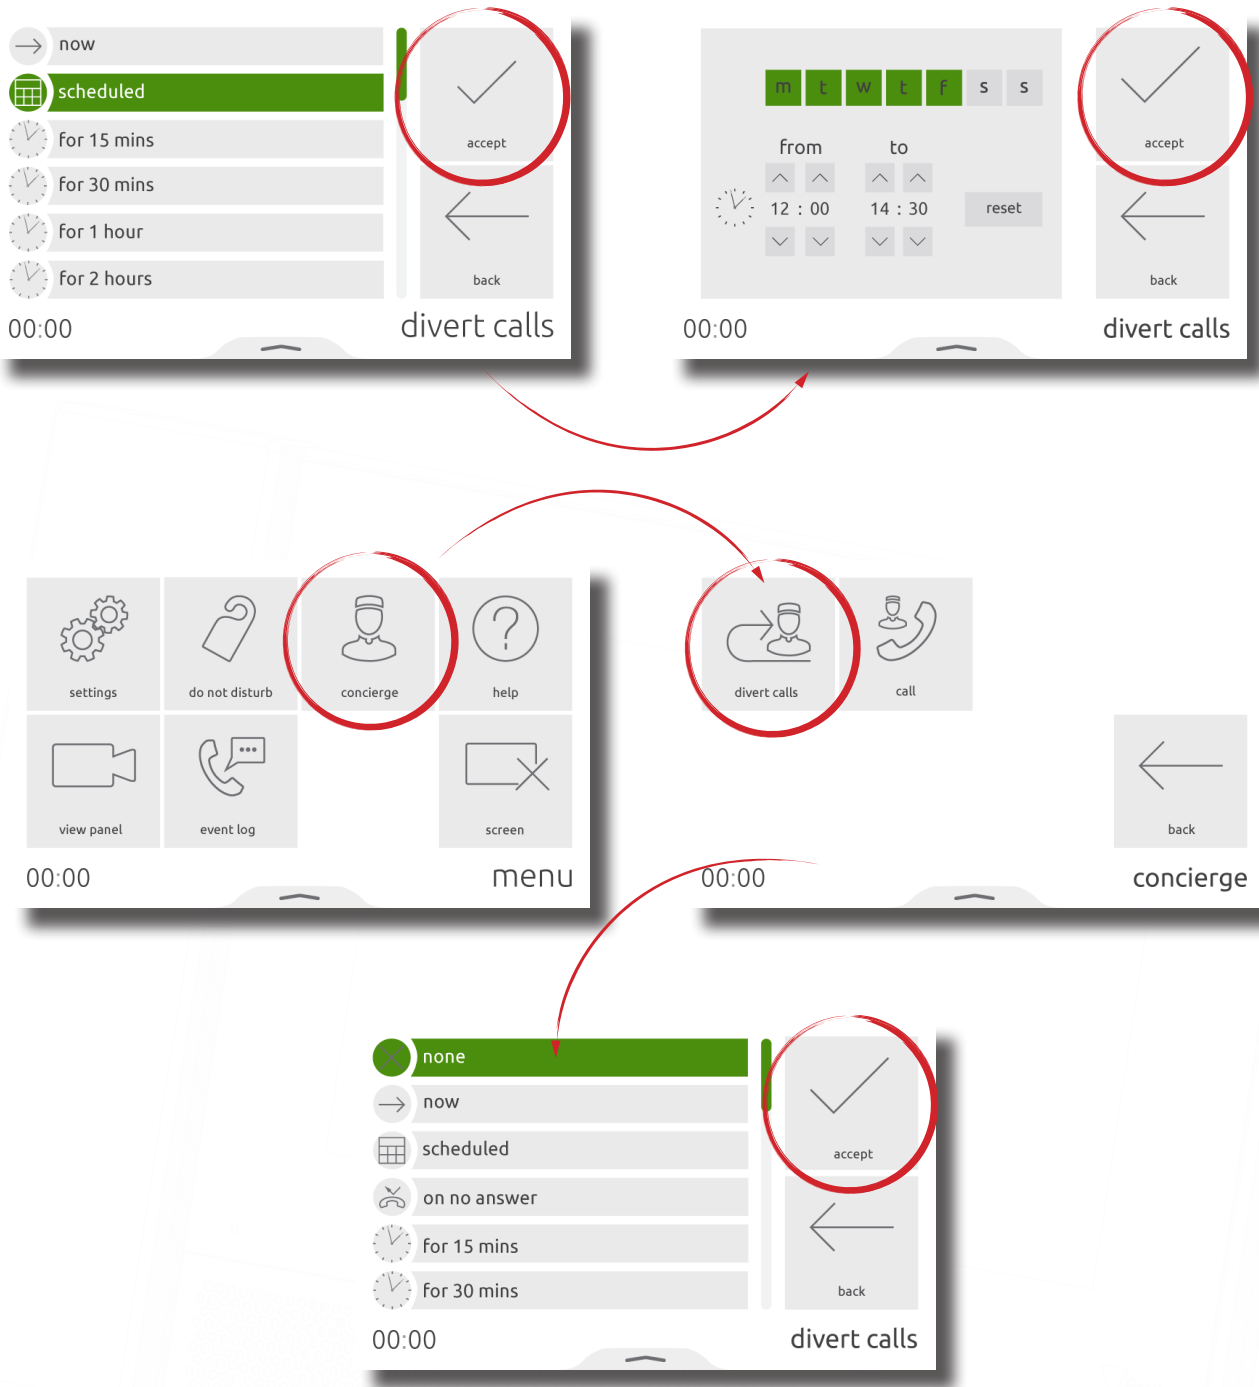 now
scheduled
for 15 mins
for 30 mins
for 1 hour
for 2 hours
accept
back
00:00
divert calls
m t w t f s s
from to
12 : 00 14 : 30
reset
accept
back
00:00
divert calls
settings
do not disturb
concierge
help
view panel
event log
screen
00:00
menu
divert calls
call
back
00:00
concierge
none
now
scheduled
on no answer
for 15 mins
for 30 mins
accept
back
00:00
divert calls